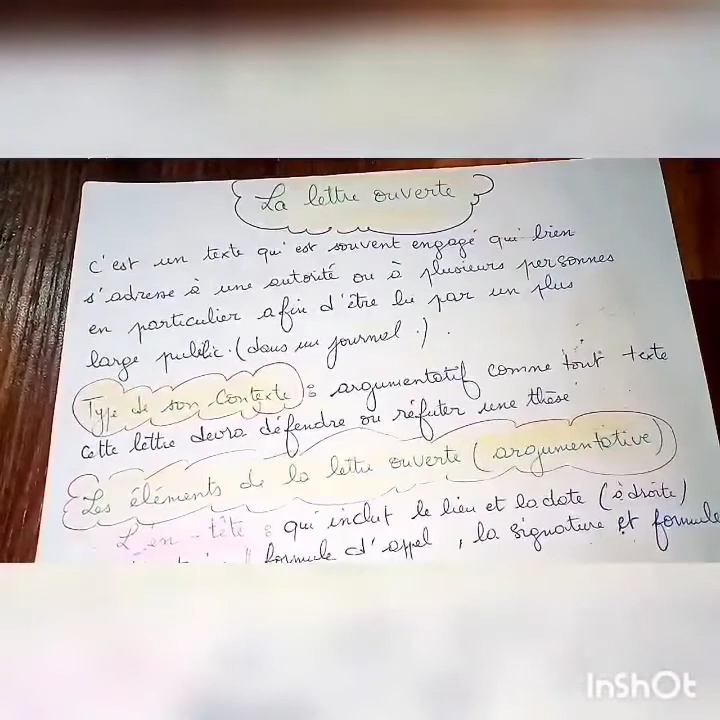 La lettre ouverte
c'est un texte qui est souvent engagé qui bien
s'adresse à une autorité ou à plusieurs personnes
en particulier afin d'être lu par un plus
large public. (dans un journal.).
Type de son contexte : argumentatif comme tout texte
cette lettre devra défendre ou réfuter une thèse
Les éléments de la lettre ouverte (argumentative)
L'en-tête : qui inclut le lieu et la date (à droite)
formule d'appel, la signature et formule
InShOt